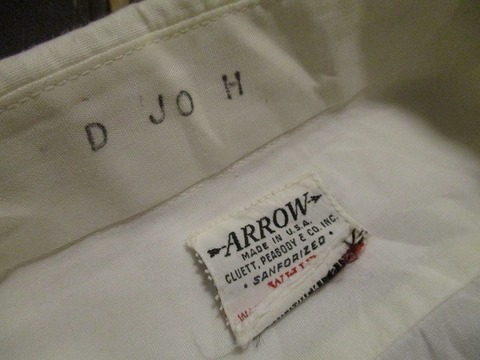 D JO H
ARROW
MADE IN U.S.A.
CLUETT, PEABODY & CO. INC.
• SANFORIZED •